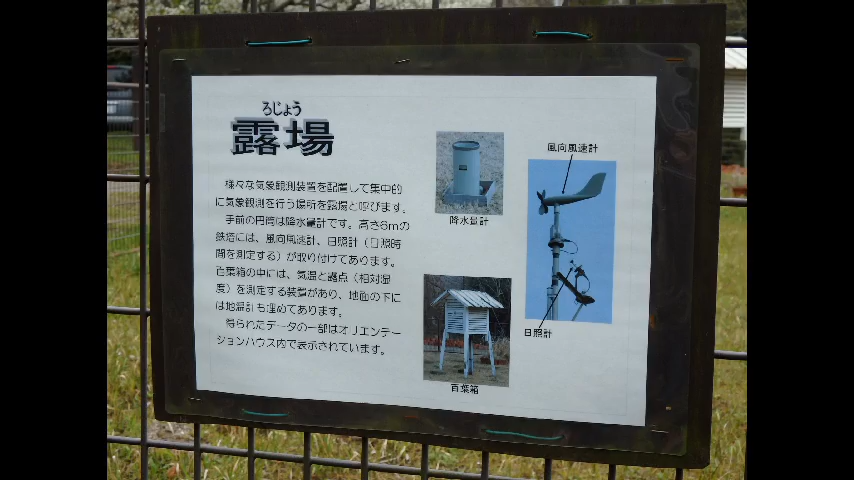 ろじょう
露場
様々な気象観測装置を配置して集中的
に気象観測を行う場所を露場と呼びます。
手前の円筒は降水量計です。高さ6mの
鉄塔には、風向風速計、日照計（日照時
間を測定する）が取り付けてあります。
百葉箱の中には、気温と露点（相対湿
度）を測定する装置があり、地面の下に
は地温計も埋めてあります。
得られたデータの一部はオリエンテー
ションハウス内で表示されています。
降水量計
風向風速計
日照計
百葉箱